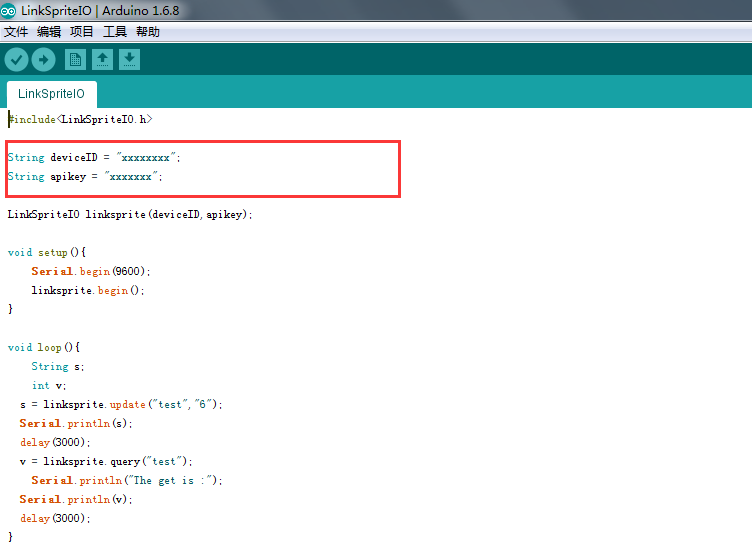 LinkSpriteIO | Arduino 1.6.8
文件 编辑 项目 工具 帮助
LinkSpriteIO
#include<LinkSpriteIO.h>
String deviceID = "xxxxxxxx";
String apikey = "xxxxxxx";
LinkSpriteIO linksprite(deviceID,apikey);
void setup(){
Serial.begin(9600);
linksprite.begin();
}
void loop(){
String s;
int v;
s = linksprite.update("test","6");
Serial.println(s);
delay(3000);
v = linksprite.query("test");
Serial.println("The get is :");
Serial.println(v);
delay(3000);
}